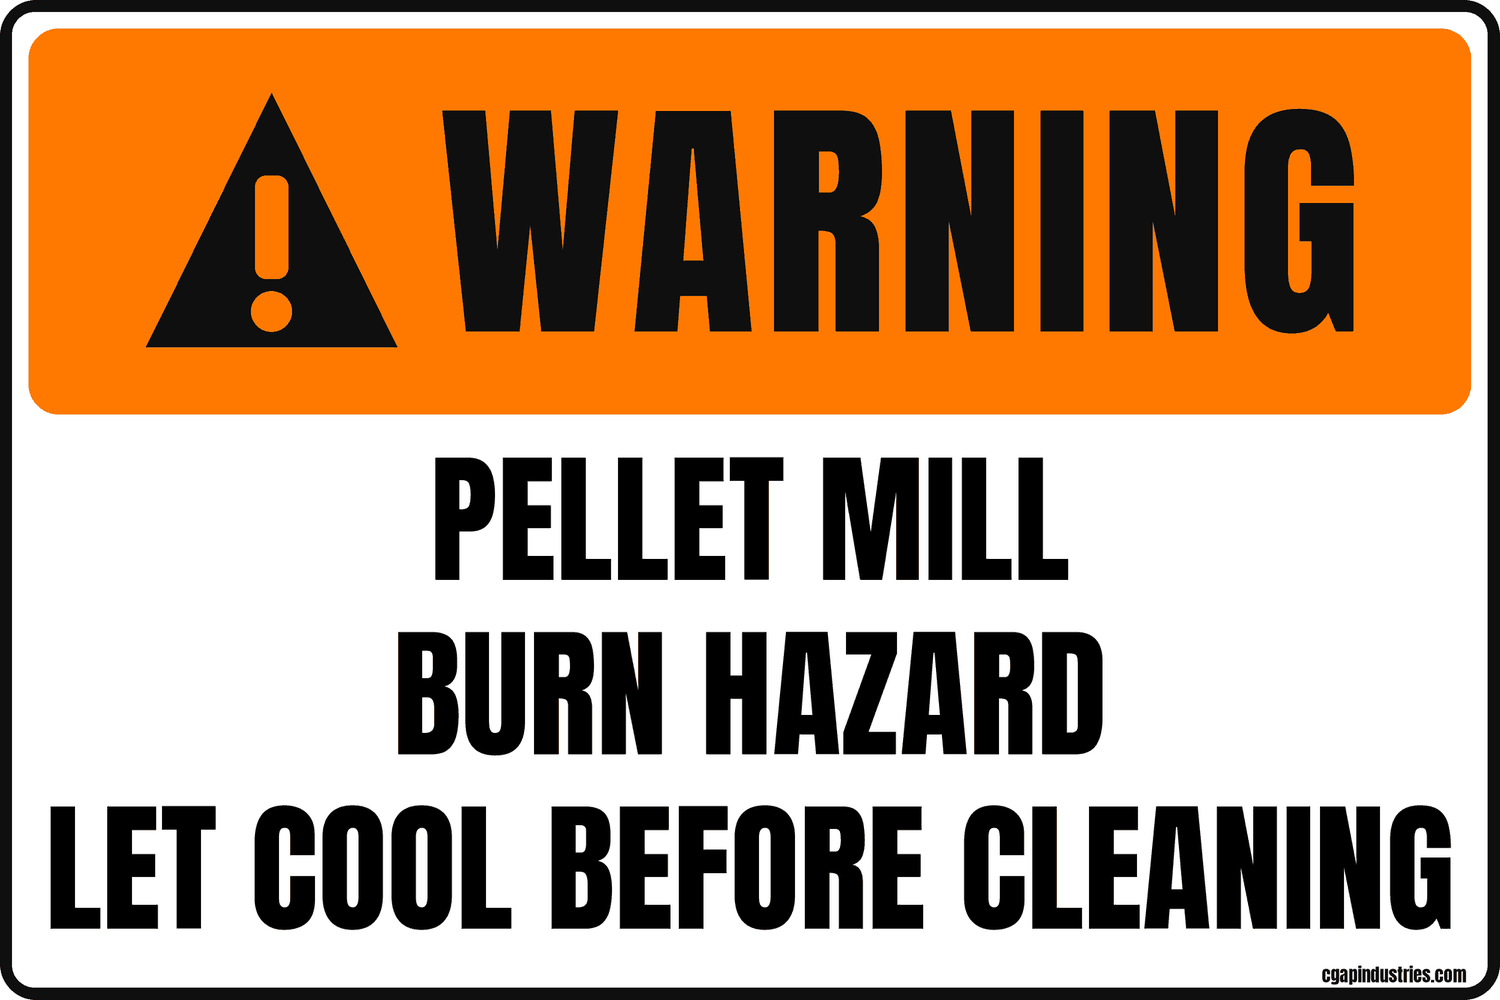 WARNING
PELLET MILL
BURN HAZARD
LET COOL BEFORE CLEANING
cgapindustries.com